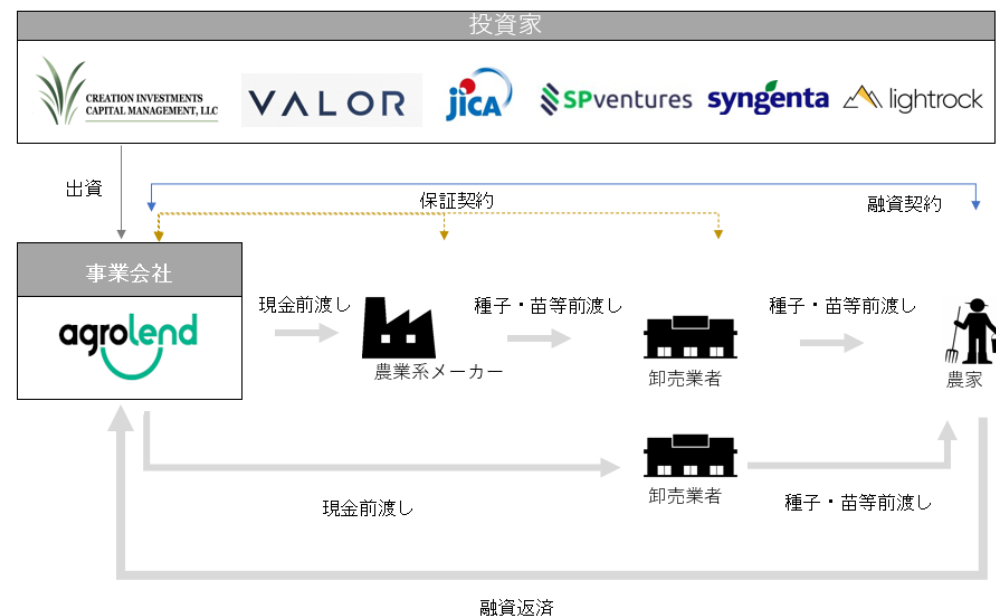 投資家
CREATION INVESTMENTS
CAPITAL MANAGEMENT, LLC
VALOR
jica
SPventures
syngenta
lightrock
出資
保証契約
融資契約
事業会社
agrolend
現金前渡し
種子・苗等前渡し
種子・苗等前渡し
農業系メーカー
卸売業者
農家
卸売業者
現金前渡し
種子・苗等前渡し
融資返済